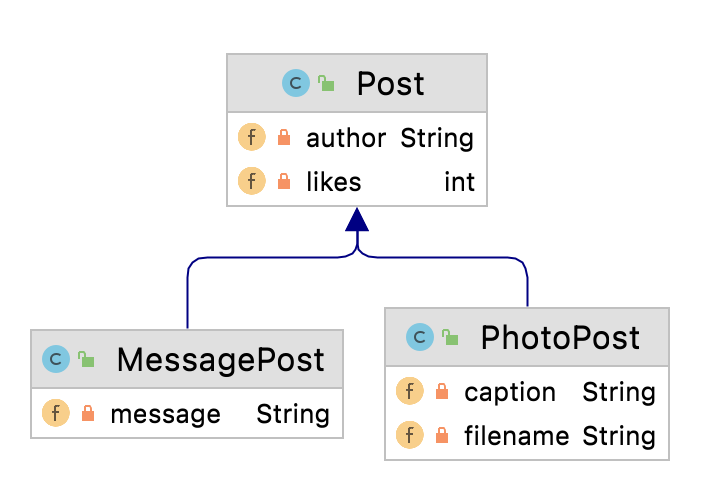 C Post
f author String
f likes int
C MessagePost
f message String
C PhotoPost
f caption String
f filename String